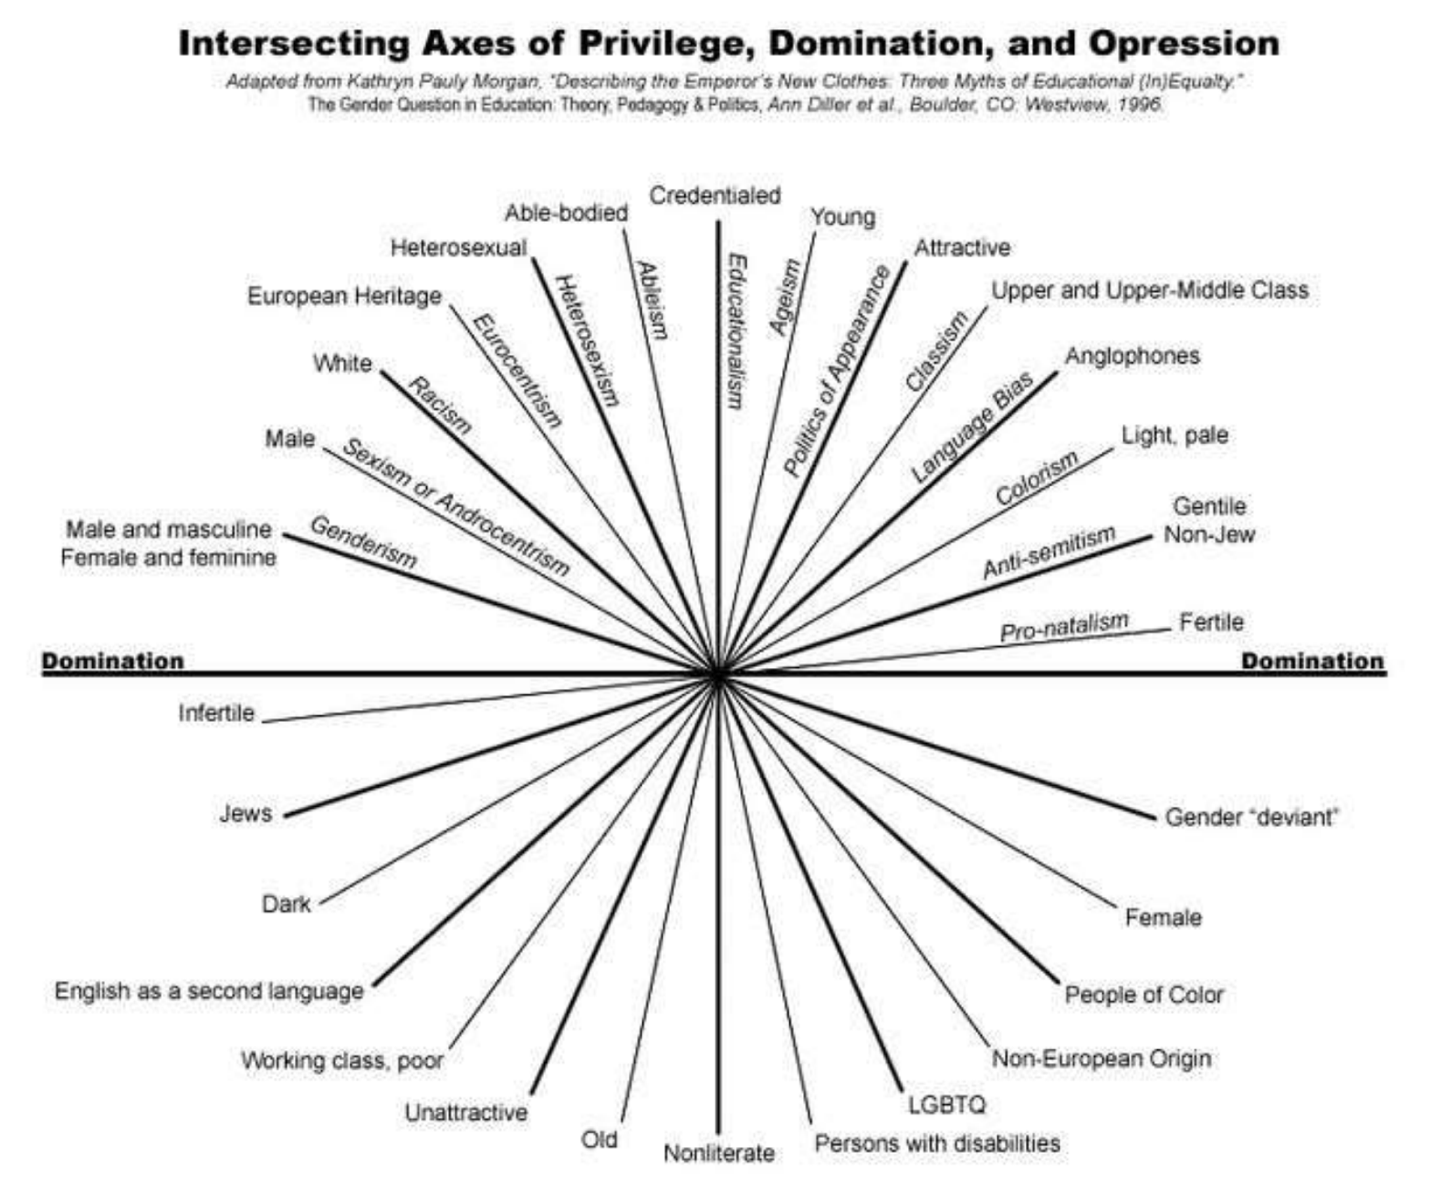 Intersecting Axes of Privilege, Domination, and Opression
Adapted from Kathryn Pauly Morgan, "Describing the Emperor's New Clothes: Three Myths of Educational (In)Equalty."
The Gender Question in Education: Theory, Pedagogy & Politics, Ann Diller et al., Boulder, CO: Westview, 1996.
Credentialed
Able-bodied
Young
Heterosexual
Attractive
European Heritage
Upper and Upper-Middle Class
White
Anglophones
Male
Light, pale
Male and masculine
Female and feminine
Gentile
Non-Jew
Fertile
Genderism
Sexism or Androcentrism
Racism
Eurocentrism
Heterosexism
Ableism
Educationalism
Ageism
Politics of Appearance
Classism
Language Bias
Colorism
Anti-semitism
Pro-natalism
Domination
Domination
Infertile
Jews
Gender "deviant"
Dark
Female
English as a second language
People of Color
Working class, poor
Non-European Origin
Unattractive
LGBTQ
Old
Nonliterate
Persons with disabilities